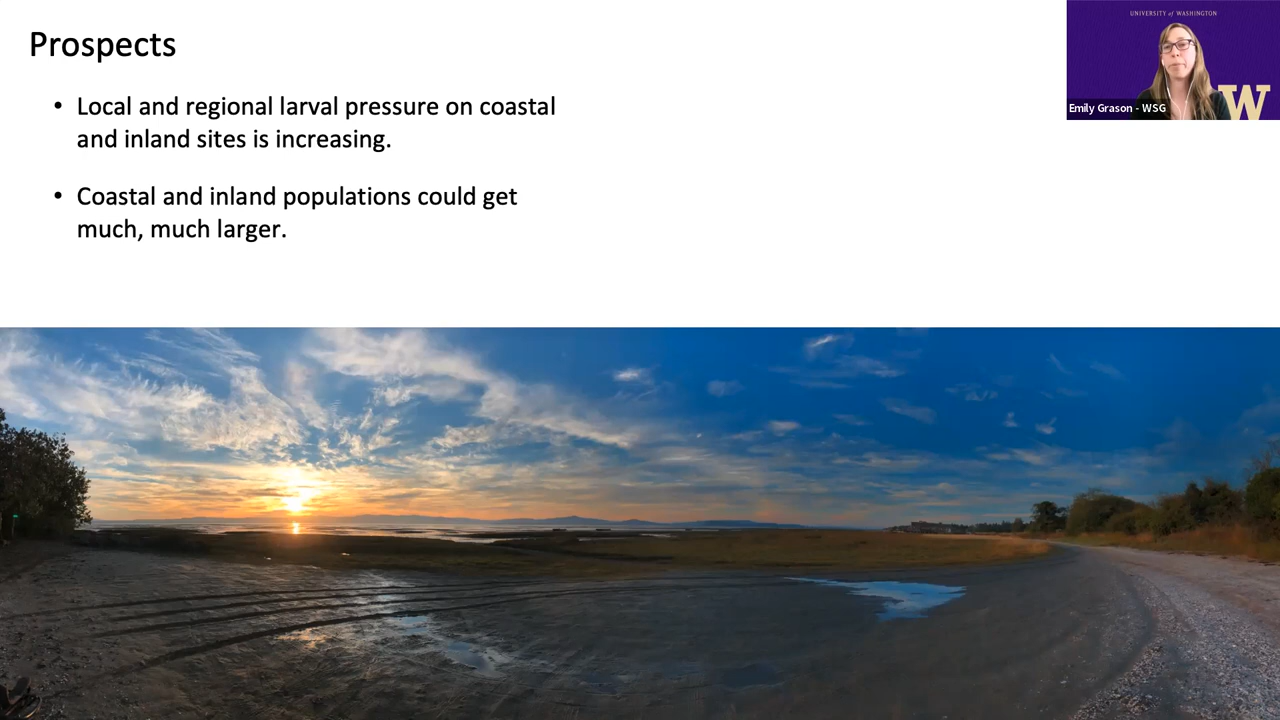 Prospects
UNIVERSITY of WASHINGTON
Emily Grason - WSG
W
• Local and regional larval pressure on coastal
and inland sites is increasing.
• Coastal and inland populations could get
much, much larger.